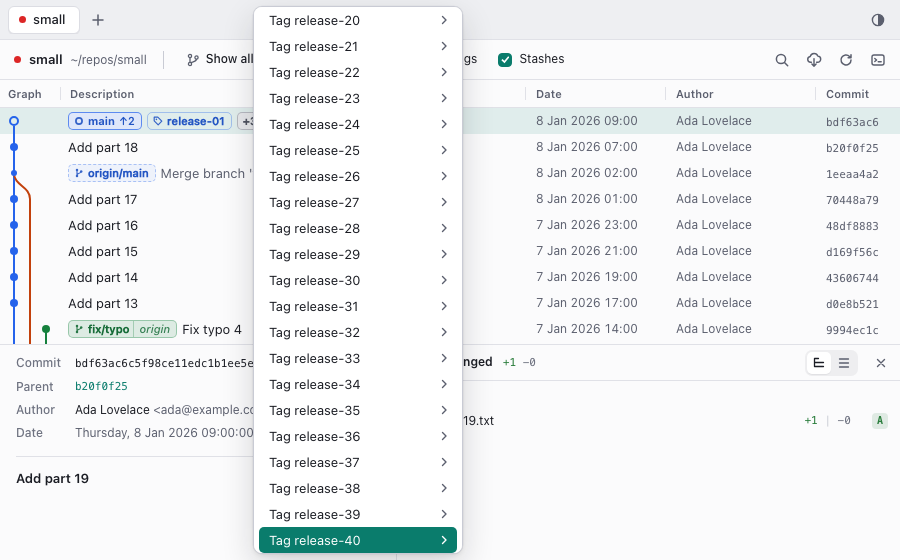 small
small ~/repos/small
Show all
gs
Stashes
Graph Description Date Author Commit
main ↑2 release-01 8 Jan 2026 09:00 Ada Lovelace bdf63ac6
Add part 18 8 Jan 2026 07:00 Ada Lovelace b20f0f25
origin/main Merge branch ' 8 Jan 2026 02:00 Ada Lovelace 1eeaa4a2
Add part 17 8 Jan 2026 01:00 Ada Lovelace 70448a79
Add part 16 7 Jan 2026 23:00 Ada Lovelace 48df8883
Add part 15 7 Jan 2026 21:00 Ada Lovelace d169f56c
Add part 14 7 Jan 2026 19:00 Ada Lovelace 43606744
Add part 13 7 Jan 2026 17:00 Ada Lovelace d0e8b521
fix/typo origin Fix typo 4 7 Jan 2026 14:00 Ada Lovelace 9994ec1c
Tag release-20
Tag release-21
Tag release-22
Tag release-23
Tag release-24
Tag release-25
Tag release-26
Tag release-27
Tag release-28
Tag release-29
Tag release-30
Tag release-31
Tag release-32
Tag release-33
Tag release-34
Tag release-35
Tag release-36
Tag release-37
Tag release-38
Tag release-39
Tag release-40
Commit bdf63ac6c5f98ce11edc1b1ee5e
Parent b20f0f25
Author Ada Lovelace <ada@example.co
Date Thursday, 8 Jan 2026 09:00:00
Add part 19
nged +1 −0
19.txt +1 −0 A